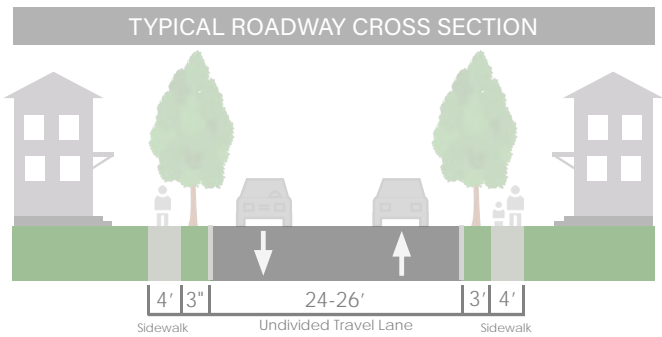 TYPICAL ROADWAY CROSS SECTION
4' 3" 24-26' 3' 4'
Sidewalk Undivided Travel Lane Sidewalk